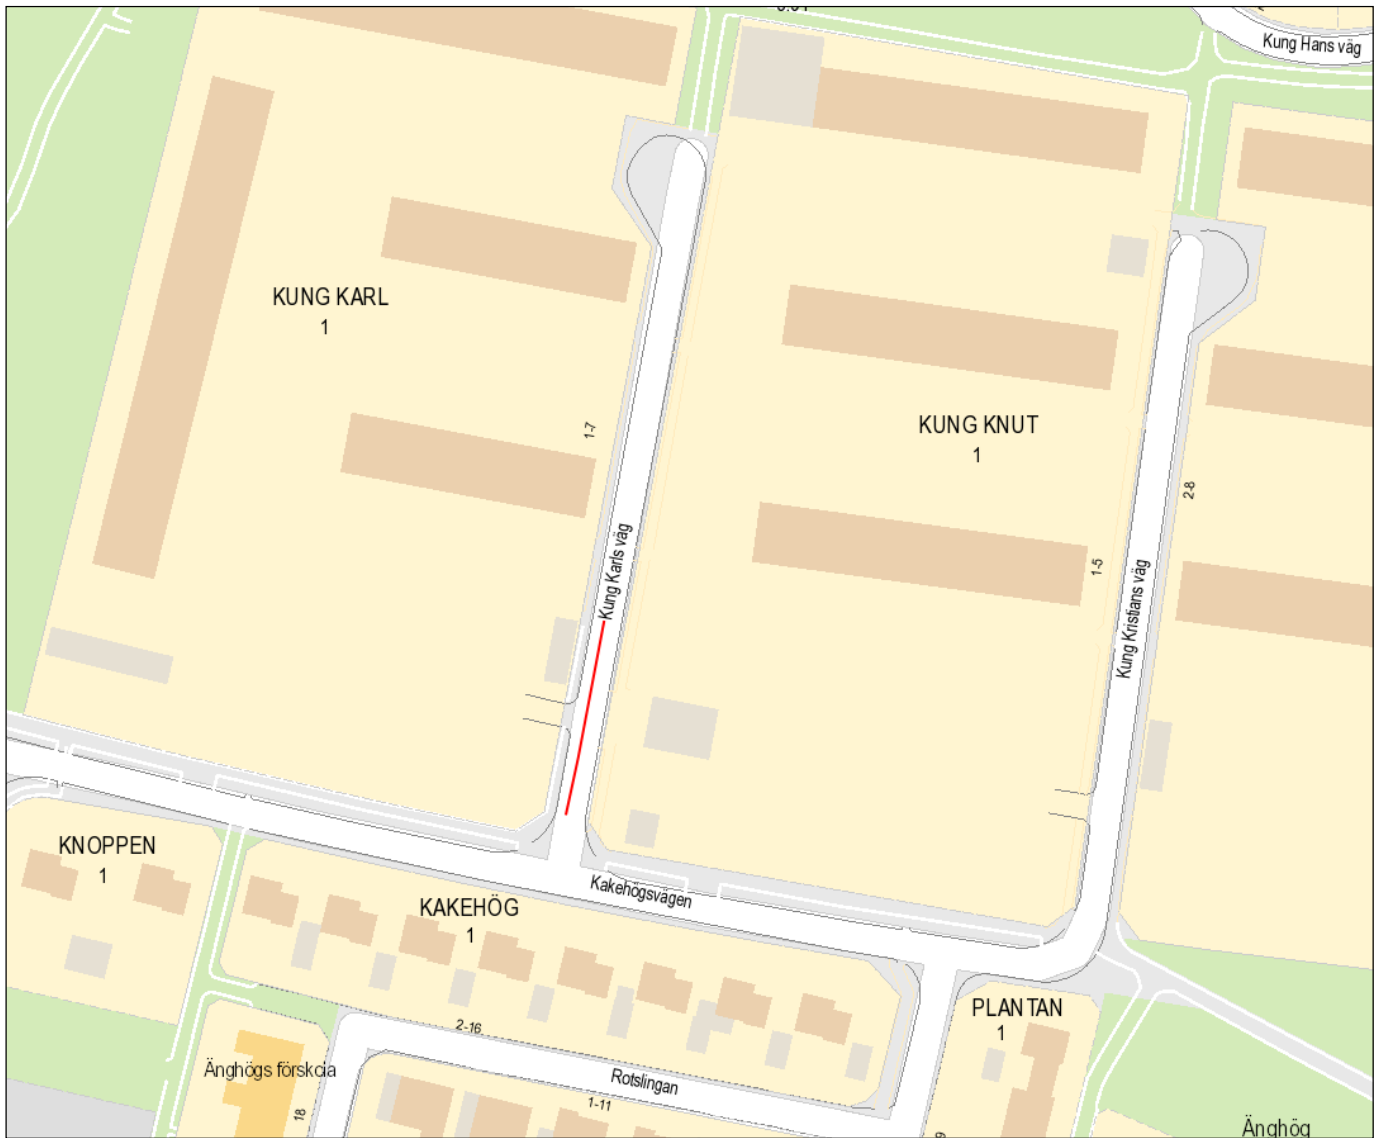 Kung Hans väg
KUNG KARL
1
1-7
KUNG KNUT
1
2-8
Kung Karls väg
1-5
Kung Kristians väg
KNOPPEN
1
Kakehögsvägen
KAKEHÖG
1
PLANTAN
1
2-16
Änghögs förskcia
Rotslingan
1-11
18
Änghög